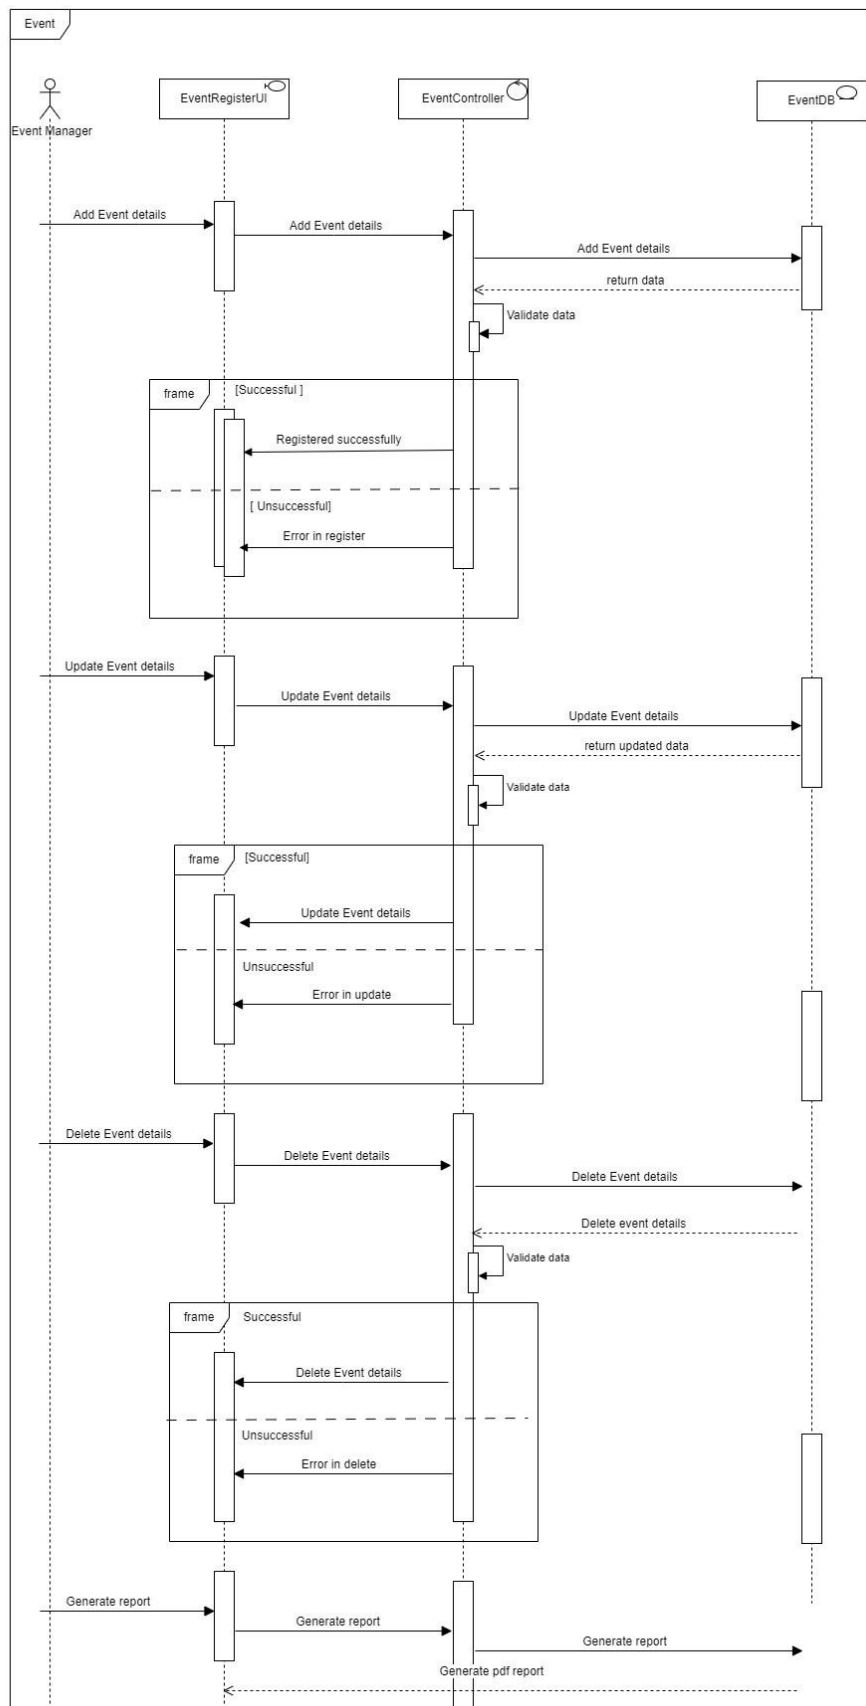 Event
EventRegisterUI
EventController
EventDB
Event Manager
Add Event details
Add Event details
Add Event details
return data
Validate data
frame
[Successful ]
Registered successfully
[ Unsuccessful]
Error in register
Update Event details
Update Event details
Update Event details
return updated data
Validate data
frame
[Successful]
Update Event details
Unsuccessful
Error in update
Delete Event details
Delete Event details
Delete Event details
Delete event details
Validate data
frame
Successful
Delete Event details
Unsuccessful
Error in delete
Generate report
Generate report
Generate report
Generate pdf report